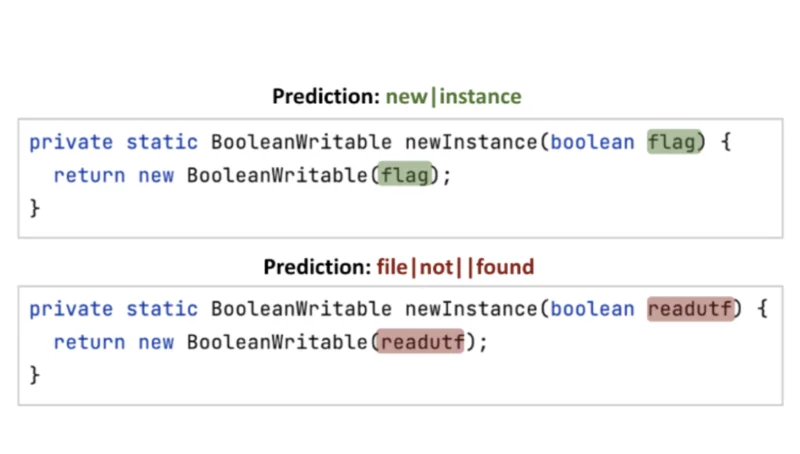 Prediction: new|instance
private static BooleanWritable newInstance(boolean flag) {
return new BooleanWritable(flag);
}
Prediction: file|not||found
private static BooleanWritable newInstance(boolean readutf) {
return new BooleanWritable(readutf);
}